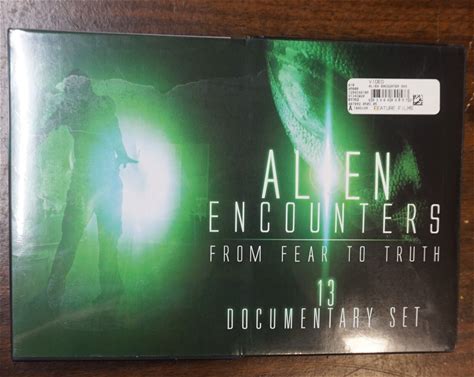 VIDEO
FEATURE FILMS
ALIEN
ENCOUNTERS
FROM FEAR TO TRUTH
13
DOCUMENTARY SET